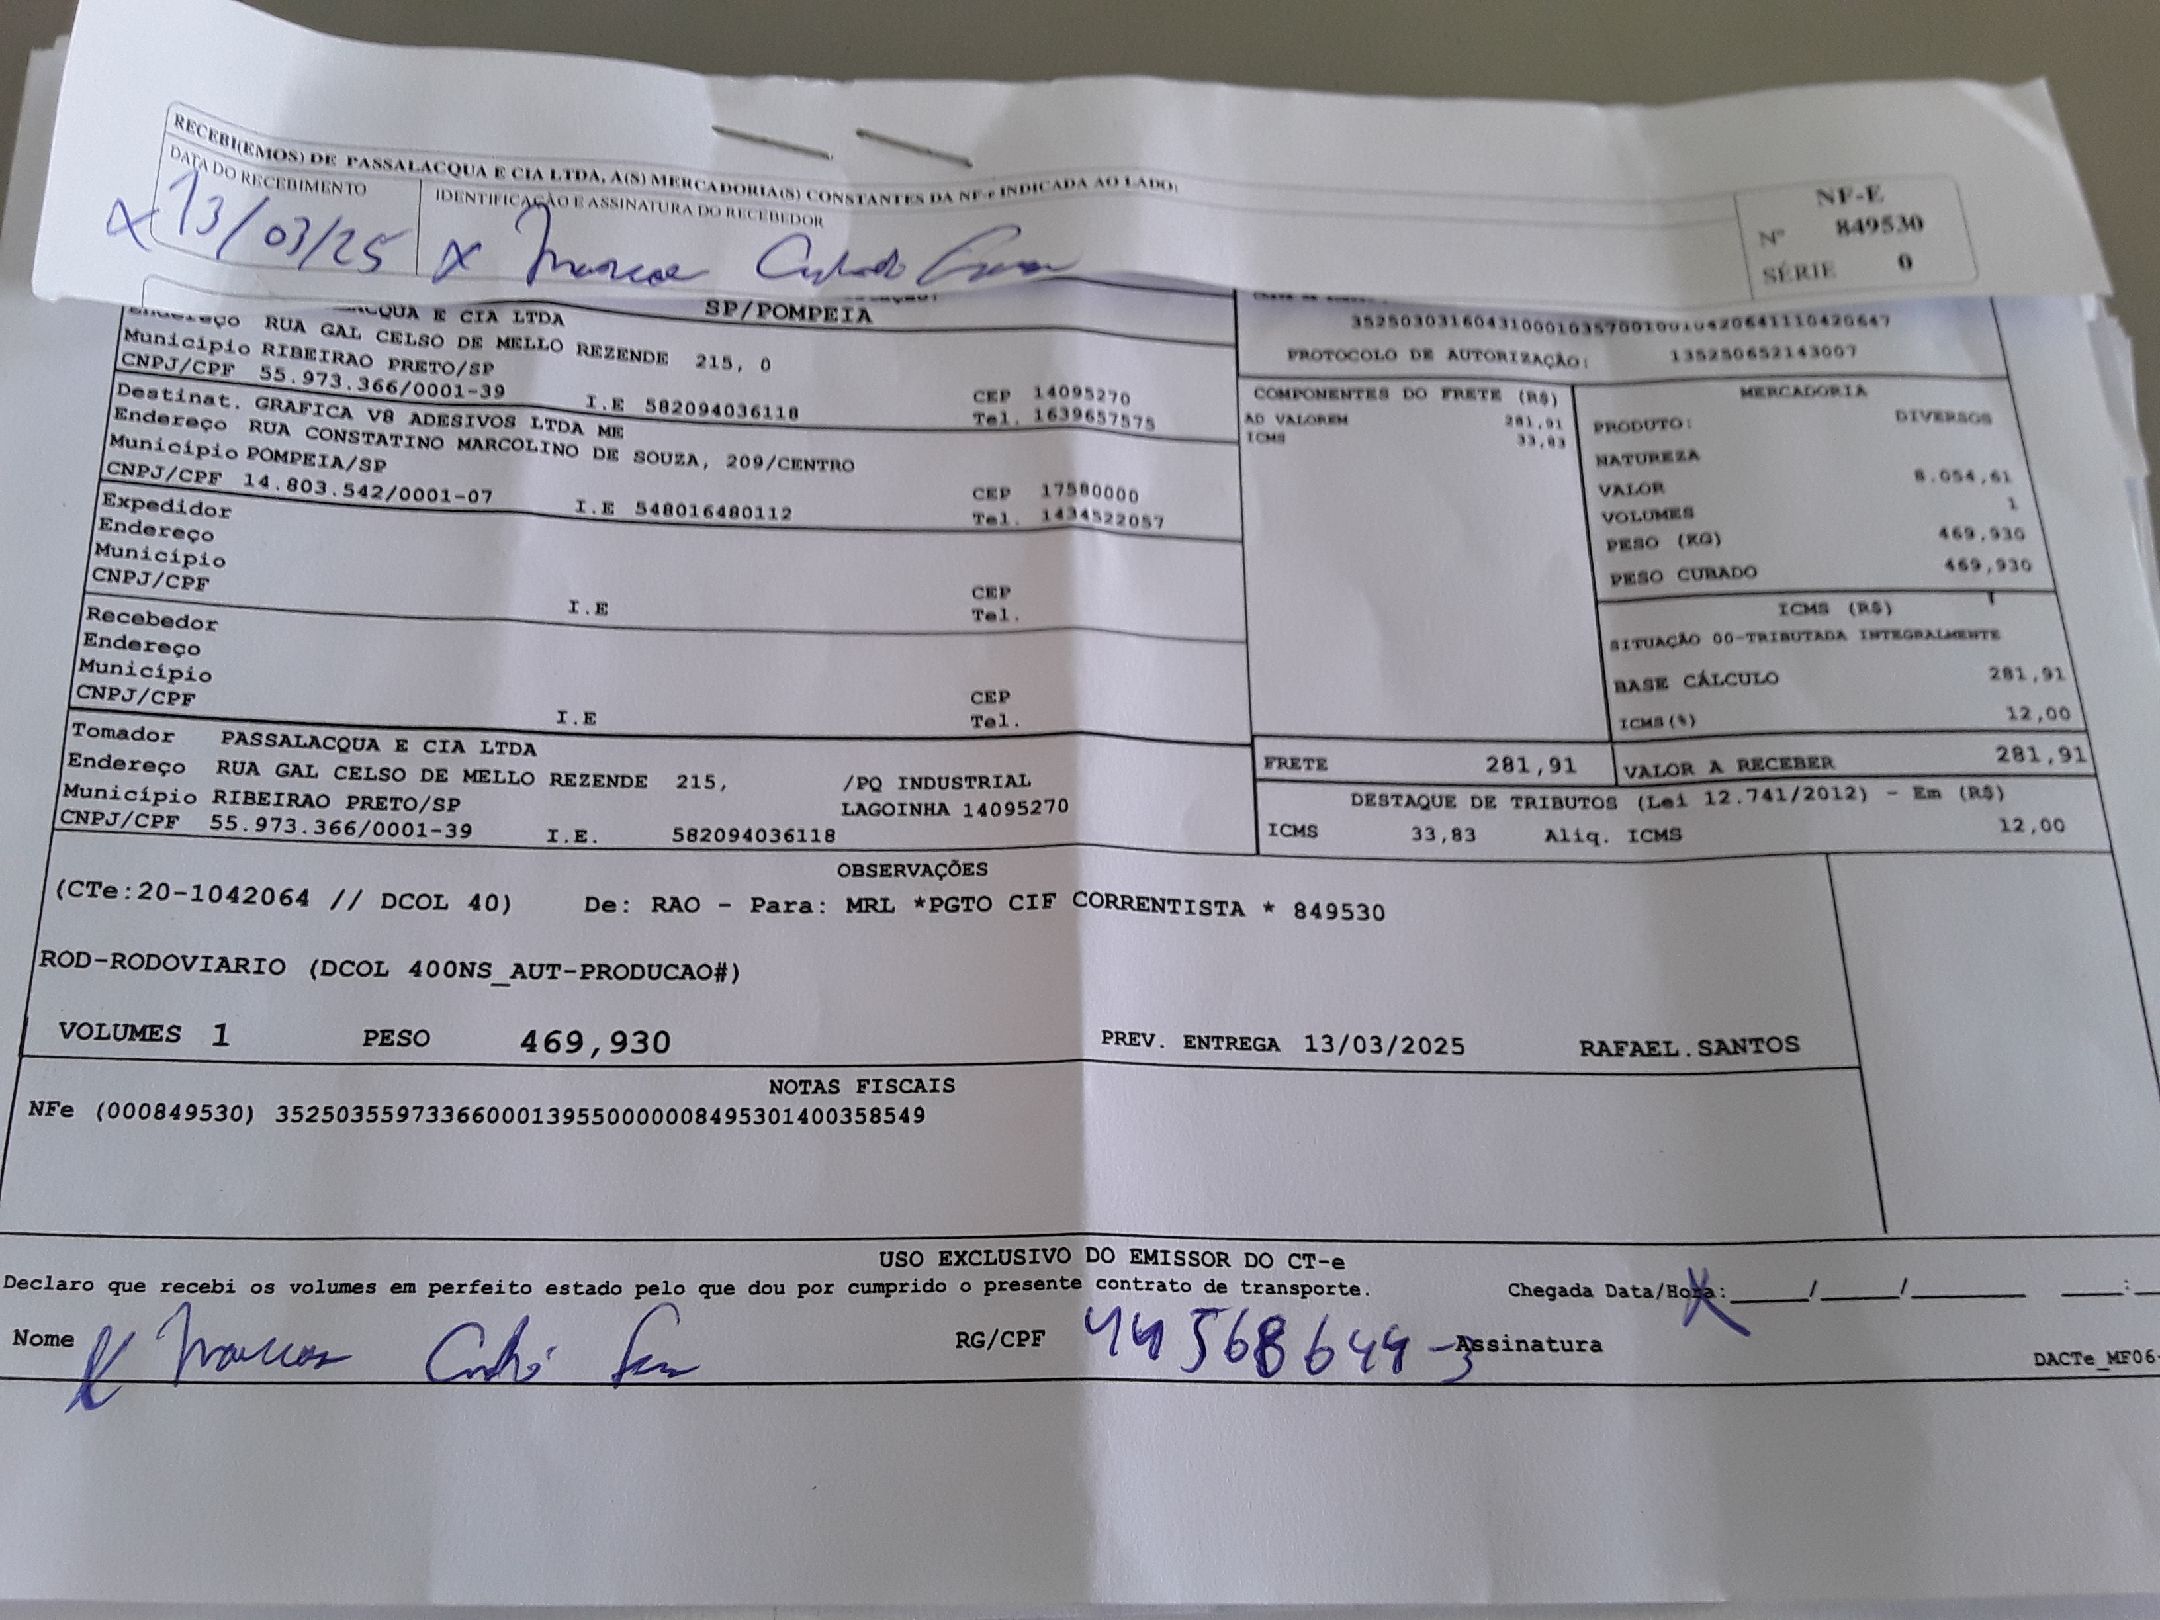 RECEBI(EMOS) DE PASSALACQUA E CIA LTDA, A(S) MERCADORIA(S) CONSTANTES DA NF-e INDICADA AO LADO;
DATA DO RECEBIMENTO
IDENTIFICAÇÃO E ASSINATURA DO RECEBEDOR
x 13/03/25
x
NF-E
Nº 849530
SÉRIE 0
QUA E CIA LTDA SP/POMPEIA
Endereço RUA GAL CELSO DE MELLO REZENDE 215, 0
Município RIBEIRAO PRETO/SP CEP 14095270
CNPJ/CPF 55.973.366/0001-39 I.E 582094036118 Tel. 1639657575
Destinat. GRAFICA V8 ADESIVOS LTDA ME
Endereço RUA CONSTATINO MARCOLINO DE SOUZA, 209/CENTRO
Município POMPEIA/SP CEP 17580000
CNPJ/CPF 14.803.542/0001-07 I.E 548016480112 Tel. 1434522057
Expedidor
Endereço
Município CEP
CNPJ/CPF I.E Tel.
Recebedor
Endereço
Município CEP
CNPJ/CPF I.E Tel.
Tomador PASSALACQUA E CIA LTDA
Endereço RUA GAL CELSO DE MELLO REZENDE 215, /PQ INDUSTRIAL
Município RIBEIRAO PRETO/SP LAGOINHA 14095270
CNPJ/CPF 55.973.366/0001-39 I.E. 582094036118
35250303160431000103570010010420641110420647
PROTOCOLO DE AUTORIZAÇÃO: 135250652143007
COMPONENTES DO FRETE (R$)
AD VALOREM 281,91
ICMS 33,83
FRETE 281,91
MERCADORIA
PRODUTO: DIVERSOS
NATUREZA
VALOR 8.054,61
VOLUMES 1
PESO (KG) 469,930
PESO CUBADO 469,930
ICMS (R$)
SITUAÇÃO 00-TRIBUTADA INTEGRALMENTE
BASE CÁLCULO 281,91
ICMS(%) 12,00
VALOR A RECEBER 281,91
DESTAQUE DE TRIBUTOS (Lei 12.741/2012) - Em (R$)
ICMS 33,83 Aliq. ICMS 12,00
OBSERVAÇÕES
(CTe:20-1042064 // DCOL 40) De: RAO - Para: MRL *PGTO CIF CORRENTISTA * 849530
ROD-RODOVIARIO (DCOL 400NS_AUT-PRODUCAO#)
VOLUMES 1 PESO 469,930 PREV. ENTREGA 13/03/2025 RAFAEL.SANTOS
NOTAS FISCAIS
NFe (000849530) 35250355973366000139550000008495301400358549
USO EXCLUSIVO DO EMISSOR DO CT-e
Declaro que recebi os volumes em perfeito estado pelo que dou por cumprido o presente contrato de transporte. Chegada Data/Hora:____/____/______ ___:__
Nome x RG/CPF 44568644-3 Assinatura x
DACTe_MF06-